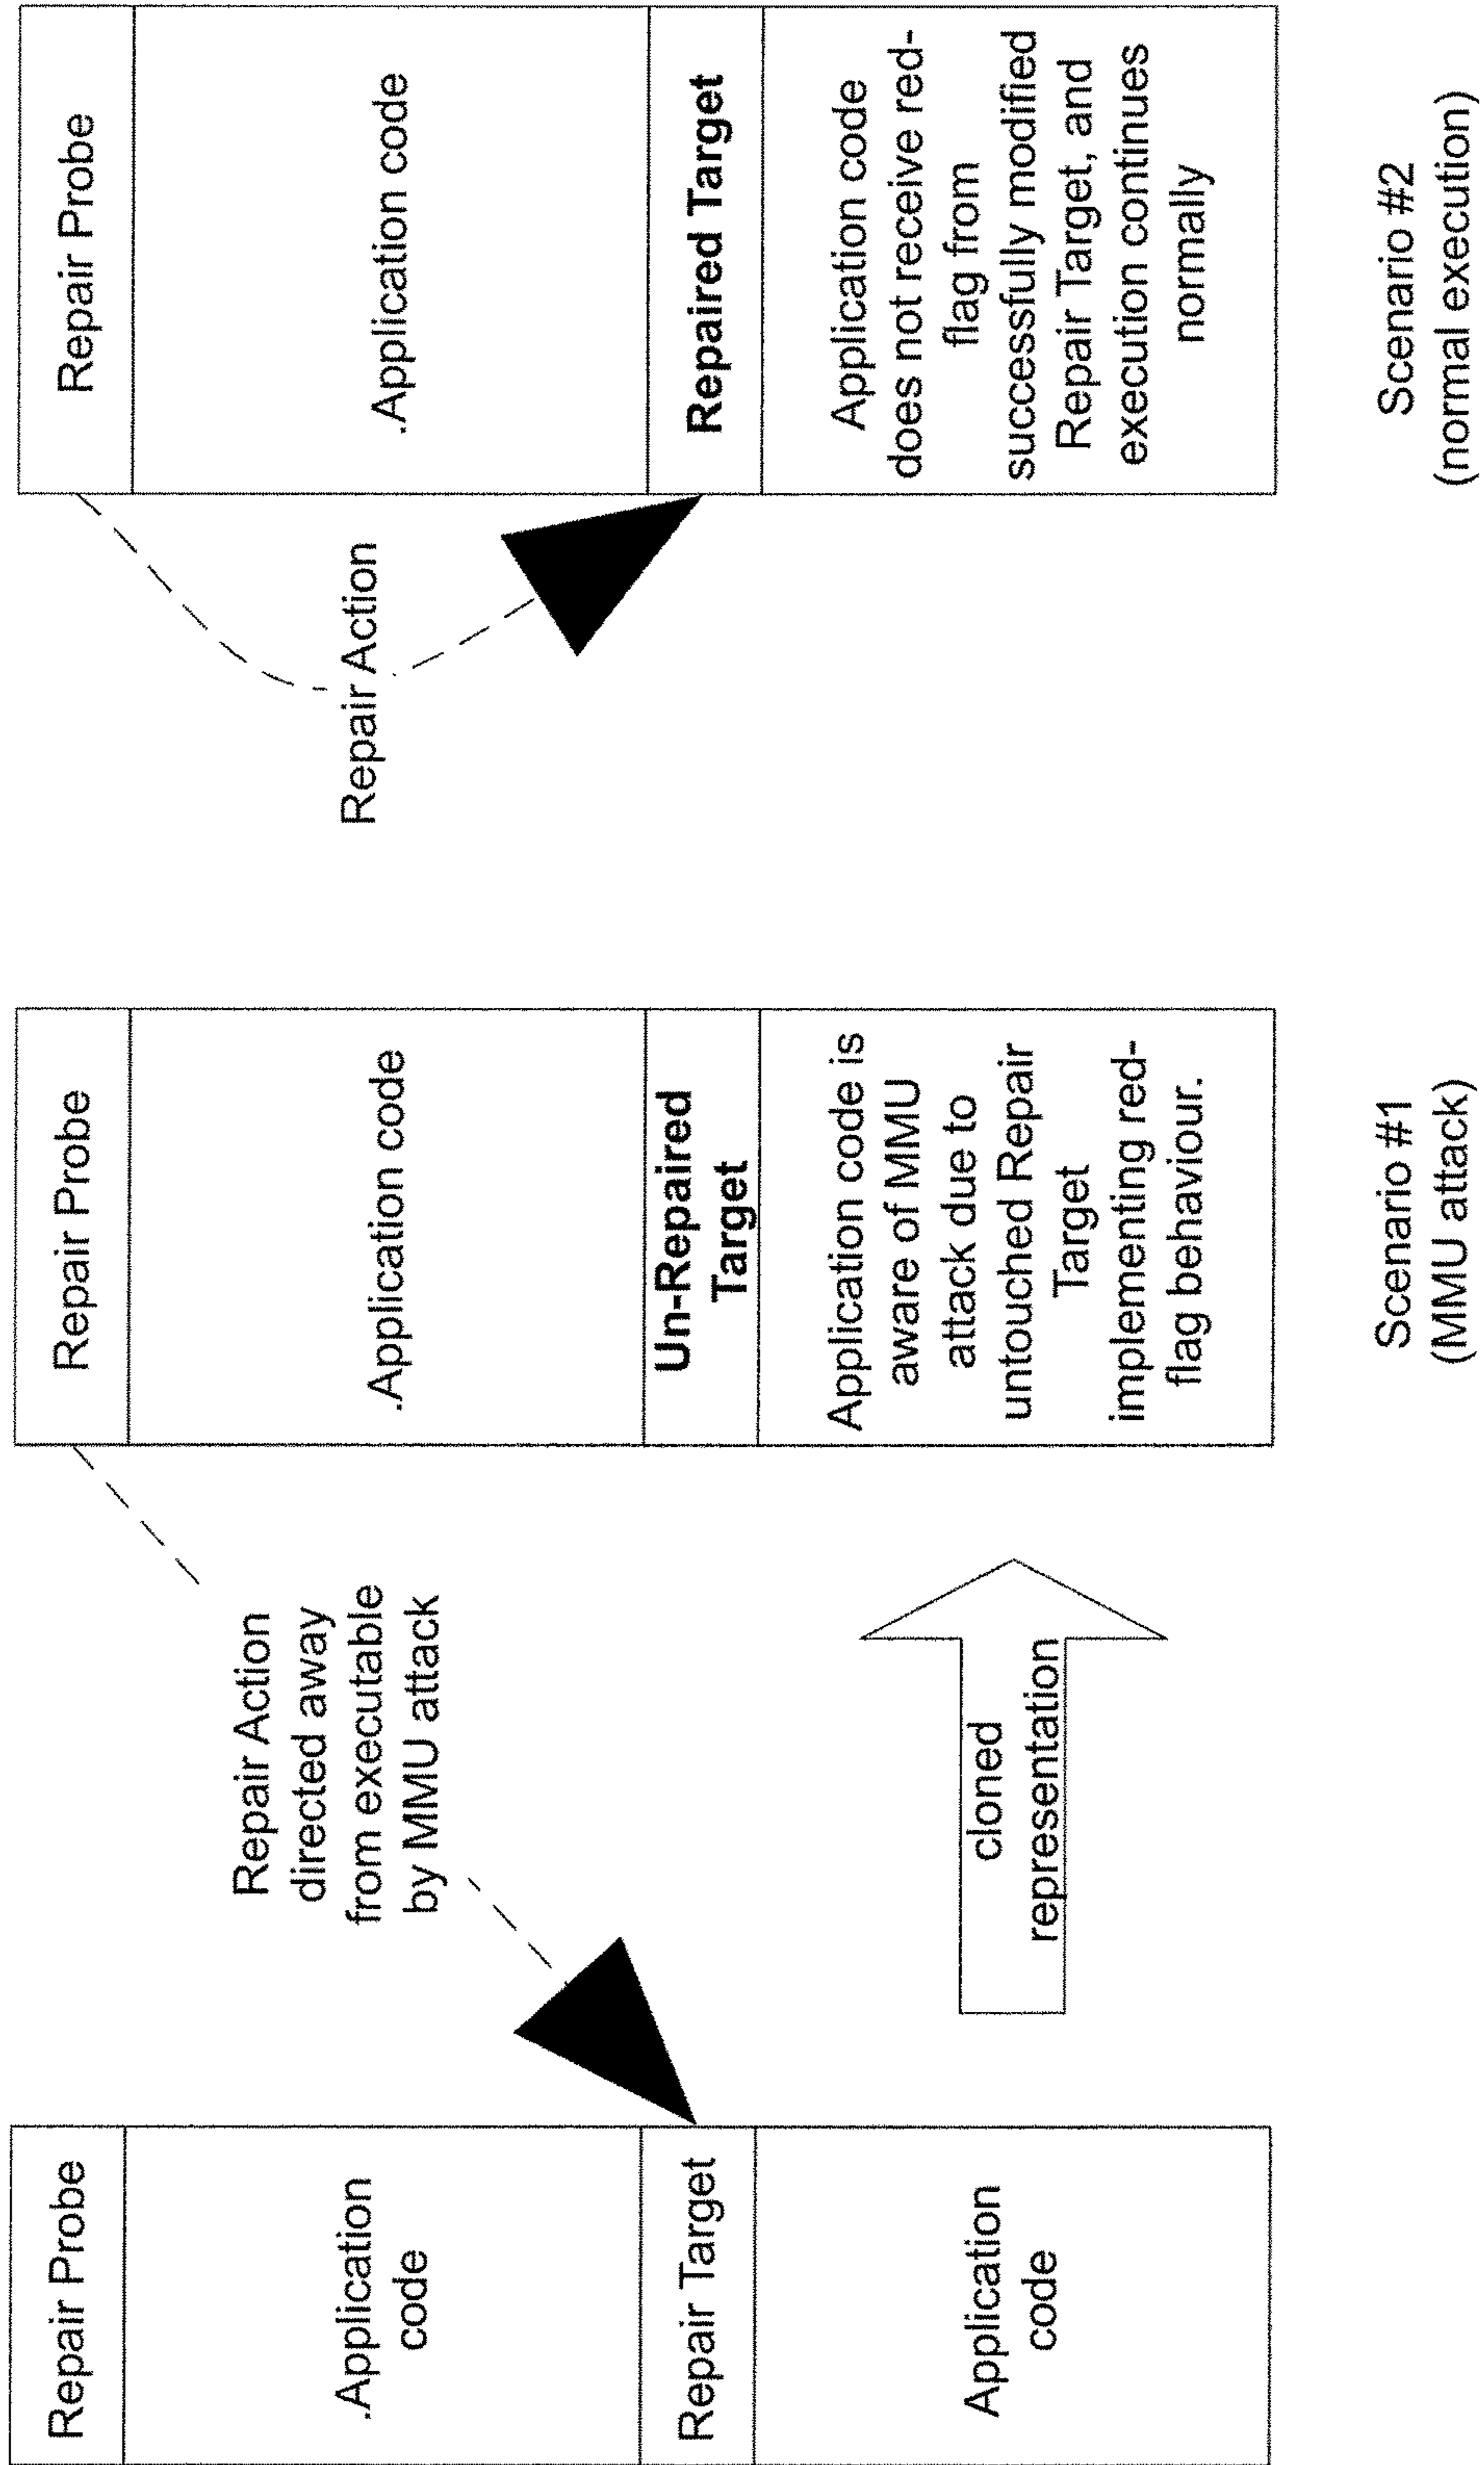 Repair Probe
.Application
code
Repair Target
Application
code
Repair Action
directed away
from executable
by MMU attack
cloned
representation
Repair Probe
.Application code
Un-Repaired
Target
Application code is
aware of MMU
attack due to
untouched Repair
Target
implementing red-
flag behaviour.
Scenario #1
(MMU attack)
Repair Action
Repair Probe
.Application code
Repaired Target
Application code
does not receive red-
flag from
successfully modified
Repair Target, and
execution continues
normally
Scenario #2
(normal execution)